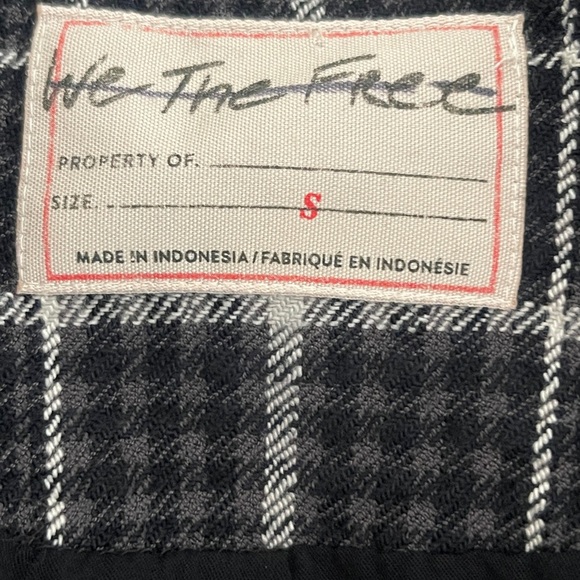 We The Free
PROPERTY OF.
SIZE. S
MADE IN INDONESIA / FABRIQUÉ EN INDONÉSIE